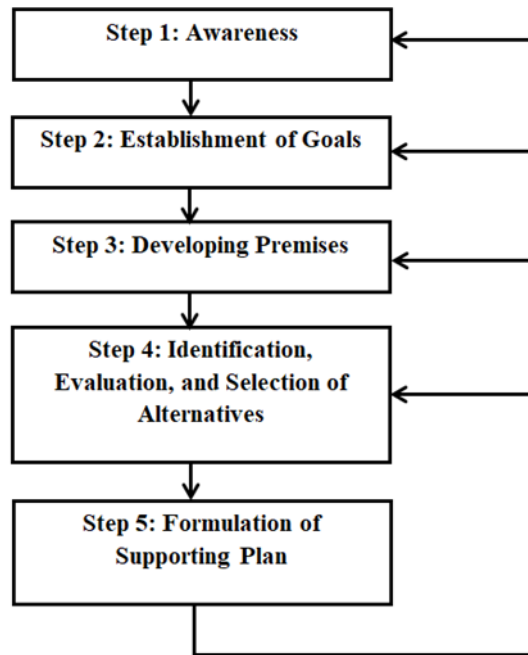 Step 1: Awareness
Step 2: Establishment of Goals
Step 3: Developing Premises
Step 4: Identification,
Evaluation, and Selection of
Alternatives
Step 5: Formulation of
Supporting Plan